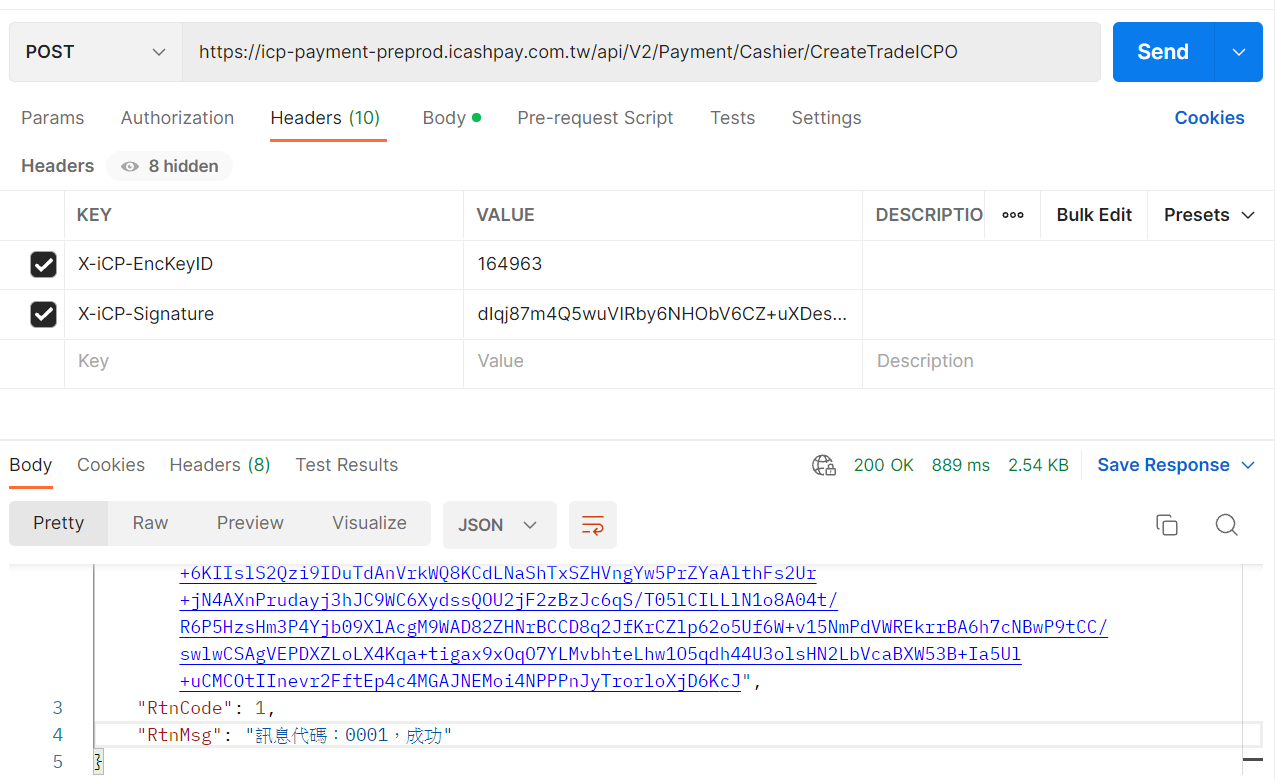 POST
https://icp-payment-preprod.icashpay.com.tw/api/V2/Payment/Cashier/CreateTradeICPO
Send
Params Authorization Headers (10) Body Pre-request Script Tests Settings Cookies
Headers 8 hidden
KEY VALUE DESCRIPTIO ooo Bulk Edit Presets
X-iCP-EncKeyID 164963
X-iCP-Signature dIqj87m4Q5wuVIRby6NHObV6CZ+uXDes...
Key Value Description
Body Cookies Headers (8) Test Results 200 OK 889 ms 2.54 KB Save Response
Pretty Raw Preview Visualize JSON
+6KIIslS2Qzi9IDuTdAnVrkWQ8KCdLNaShTxSZHVngYw5PrZYaAlthFs2Ur
+jN4AXnPrudayj3hJC9WC6XydssQOU2jF2zBzJc6qS/T05lCILLlN1o8A04t/
R6P5HzsHm3P4Yjb09XlAcgM9WAD82ZHNrBCCD8q2JfKrCZlp62o5Uf6W+v15NmPdVWREkrrBA6h7cNBwP9tCC/
swlwCSAgVEPDXZLoLX4Kqa+tigax9xOqO7YLMvbhteLhw1O5qdh44U3olsHN2LbVcaBXW53B+Ia5Ul
+uCMCOtIInevr2FftEp4c4MGAJNEMoi4NPPPnJyTrorloXjD6KcJ",
3 "RtnCode": 1,
4 "RtnMsg": "訊息代碼：0001，成功"
5 }